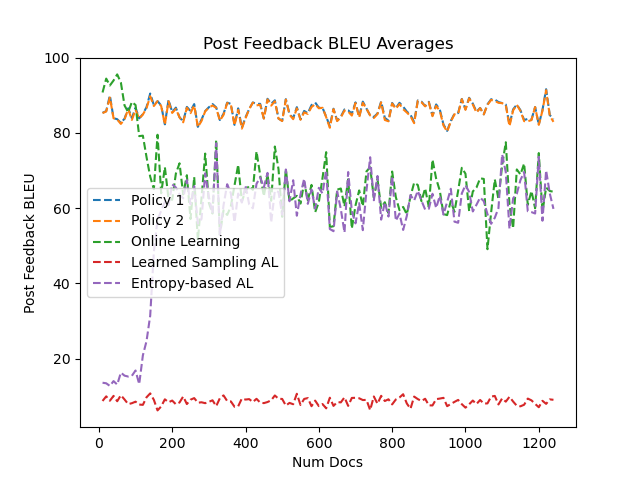 Post Feedback BLEU Averages
100
80
60
40
20
Post Feedback BLEU
Policy 1
Policy 2
Online Learning
Learned Sampling AL
Entropy-based AL
0
200
400
600
800
1000
1200
Num Docs